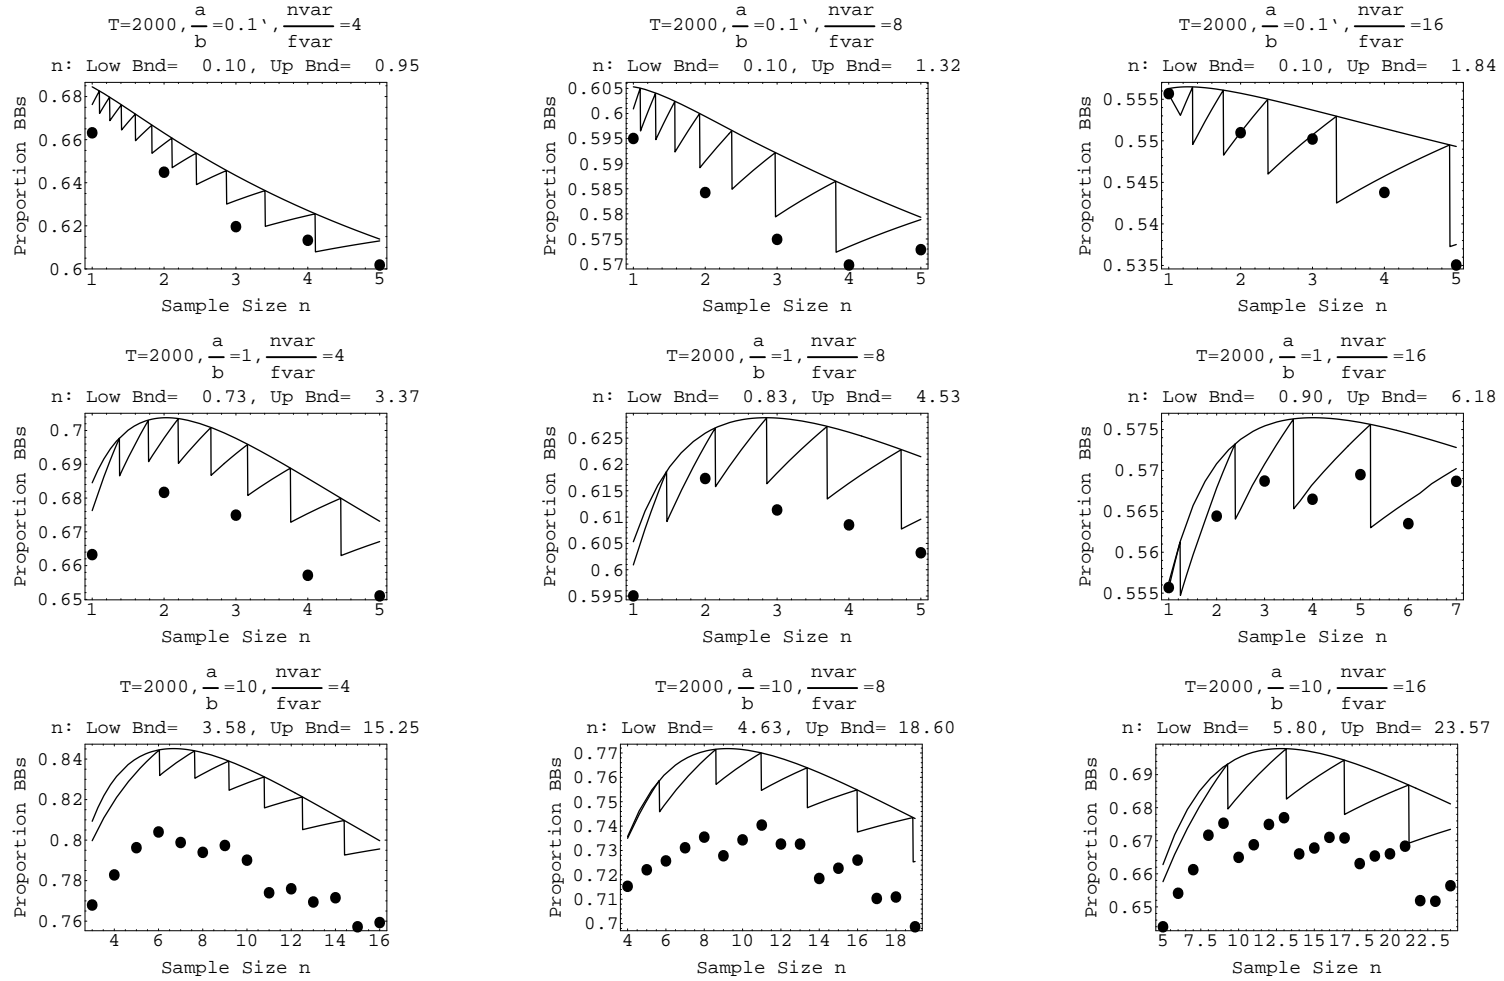 T=2000, a/b =0.1`, nvar/fvar =4
n: Low Bnd= 0.10, Up Bnd= 0.95
Proportion BBs
0.68
0.66
0.64
0.62
0.6
1 2 3 4 5
Sample Size n
T=2000, a/b =0.1`, nvar/fvar =8
n: Low Bnd= 0.10, Up Bnd= 1.32
Proportion BBs
0.605
0.6
0.595
0.59
0.585
0.58
0.575
0.57
1 2 3 4 5
Sample Size n
T=2000, a/b =0.1`, nvar/fvar =16
n: Low Bnd= 0.10, Up Bnd= 1.84
Proportion BBs
0.555
0.55
0.545
0.54
0.535
1 2 3 4 5
Sample Size n
T=2000, a/b =1, nvar/fvar =4
n: Low Bnd= 0.73, Up Bnd= 3.37
Proportion BBs
0.7
0.69
0.68
0.67
0.66
0.65
1 2 3 4 5
Sample Size n
T=2000, a/b =1, nvar/fvar =8
n: Low Bnd= 0.83, Up Bnd= 4.53
Proportion BBs
0.625
0.62
0.615
0.61
0.605
0.6
0.595
1 2 3 4 5
Sample Size n
T=2000, a/b =1, nvar/fvar =16
n: Low Bnd= 0.90, Up Bnd= 6.18
Proportion BBs
0.575
0.57
0.565
0.56
0.555
1 2 3 4 5 6 7
Sample Size n
T=2000, a/b =10, nvar/fvar =4
n: Low Bnd= 3.58, Up Bnd= 15.25
Proportion BBs
0.84
0.82
0.8
0.78
0.76
4 6 8 10 12 14 16
Sample Size n
T=2000, a/b =10, nvar/fvar =8
n: Low Bnd= 4.63, Up Bnd= 18.60
Proportion BBs
0.77
0.76
0.75
0.74
0.73
0.72
0.71
0.7
4 6 8 10 12 14 16 18
Sample Size n
T=2000, a/b =10, nvar/fvar =16
n: Low Bnd= 5.80, Up Bnd= 23.57
Proportion BBs
0.69
0.68
0.67
0.66
0.65
5 7.5 10 12.5 15 17.5 20 22.5
Sample Size n